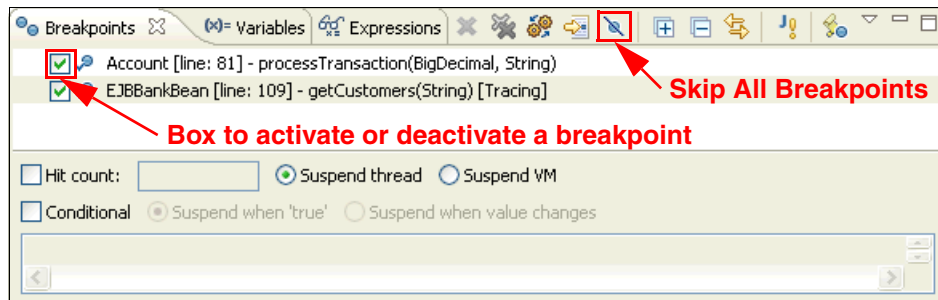 Breakpoints (x)= Variables Expressions
Account [line: 81] - processTransaction(BigDecimal, String)
Skip All Breakpoints
EJBBankBean [line: 109] - getCustomers(String) [Tracing]
Box to activate or deactivate a breakpoint
Hit count: Suspend thread Suspend VM
Conditional Suspend when 'true' Suspend when value changes